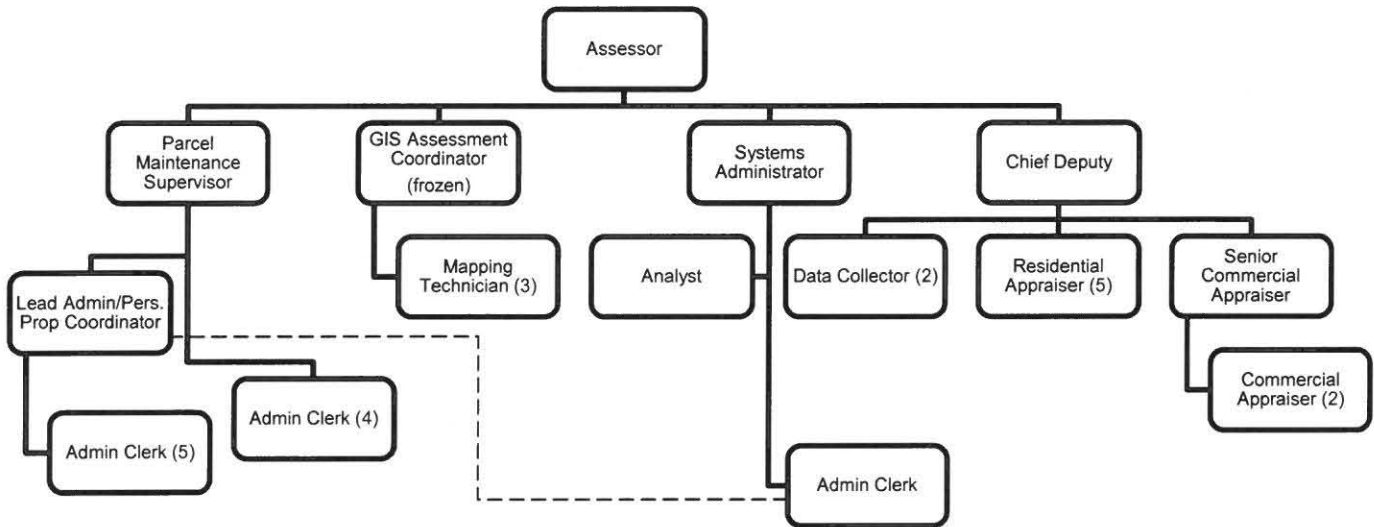 Assessor
Parcel
Maintenance
Supervisor
GIS Assessment
Coordinator
(frozen)
Systems
Administrator
Chief Deputy
Lead Admin/Pers.
Prop Coordinator
Mapping
Technician (3)
Analyst
Data Collector (2)
Residential
Appraiser (5)
Senior
Commercial
Appraiser
Admin Clerk (5)
Admin Clerk (4)
Commercial
Appraiser (2)
Admin Clerk